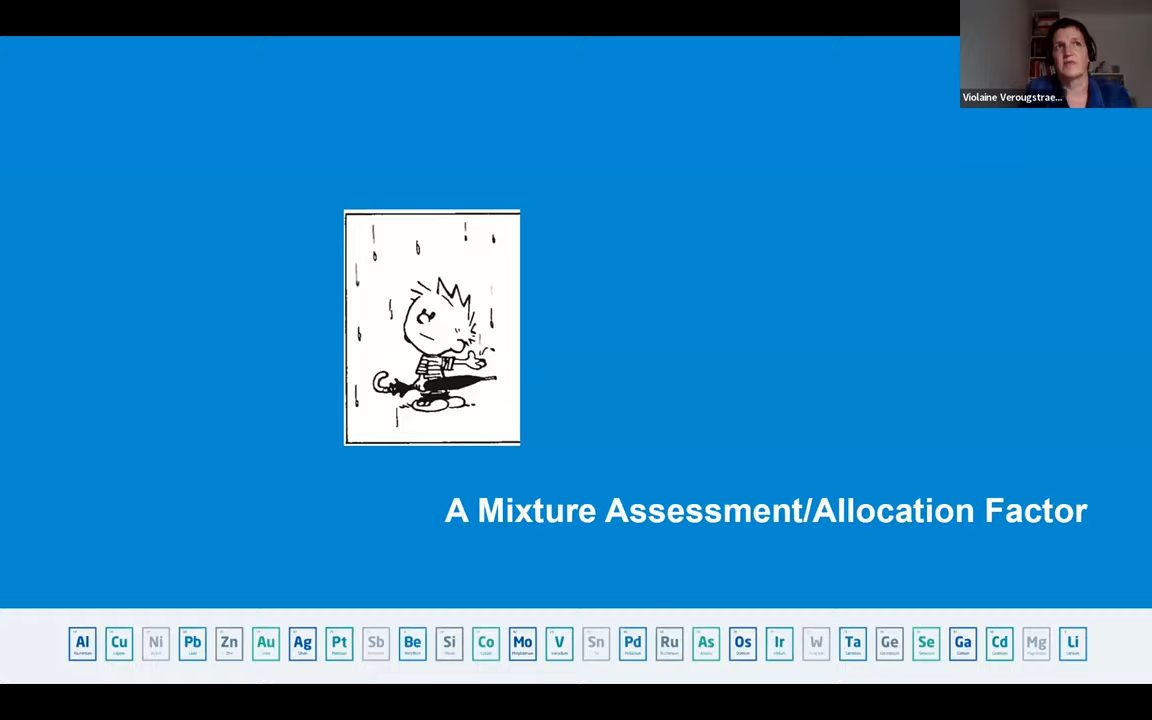 Violaine Verougstrae...
A Mixture Assessment/Allocation Factor
Al Cu Ni Pb Zn Au Ag Pt Sb Be Si Co Mo V Sn Pd Ru As Os Ir W Ta Ge Se Ga Cd Mg Li